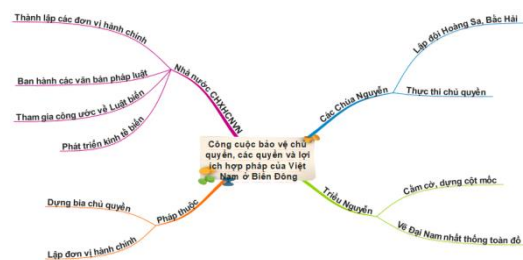 Thành lập các đơn vị hành chính
Ban hành các văn bản pháp luật
Tham gia công ước về Luật biển
Phát triển kinh tế biển
Nhà nước CHXHCNVN
Dựng bia chủ quyền
Lập đơn vị hành chính
Pháp thuộc
Công cuộc bảo vệ chủ
quyền, các quyền và lợi
ích hợp pháp của Việt
Nam ở Biển Đông
Các Chúa Nguyễn
Lập đội Hoàng Sa, Bắc Hải
Thực thi chủ quyền
Triều Nguyễn
Cắm cờ, dựng cột mốc
Vẽ Đại Nam nhất thống toàn đồ